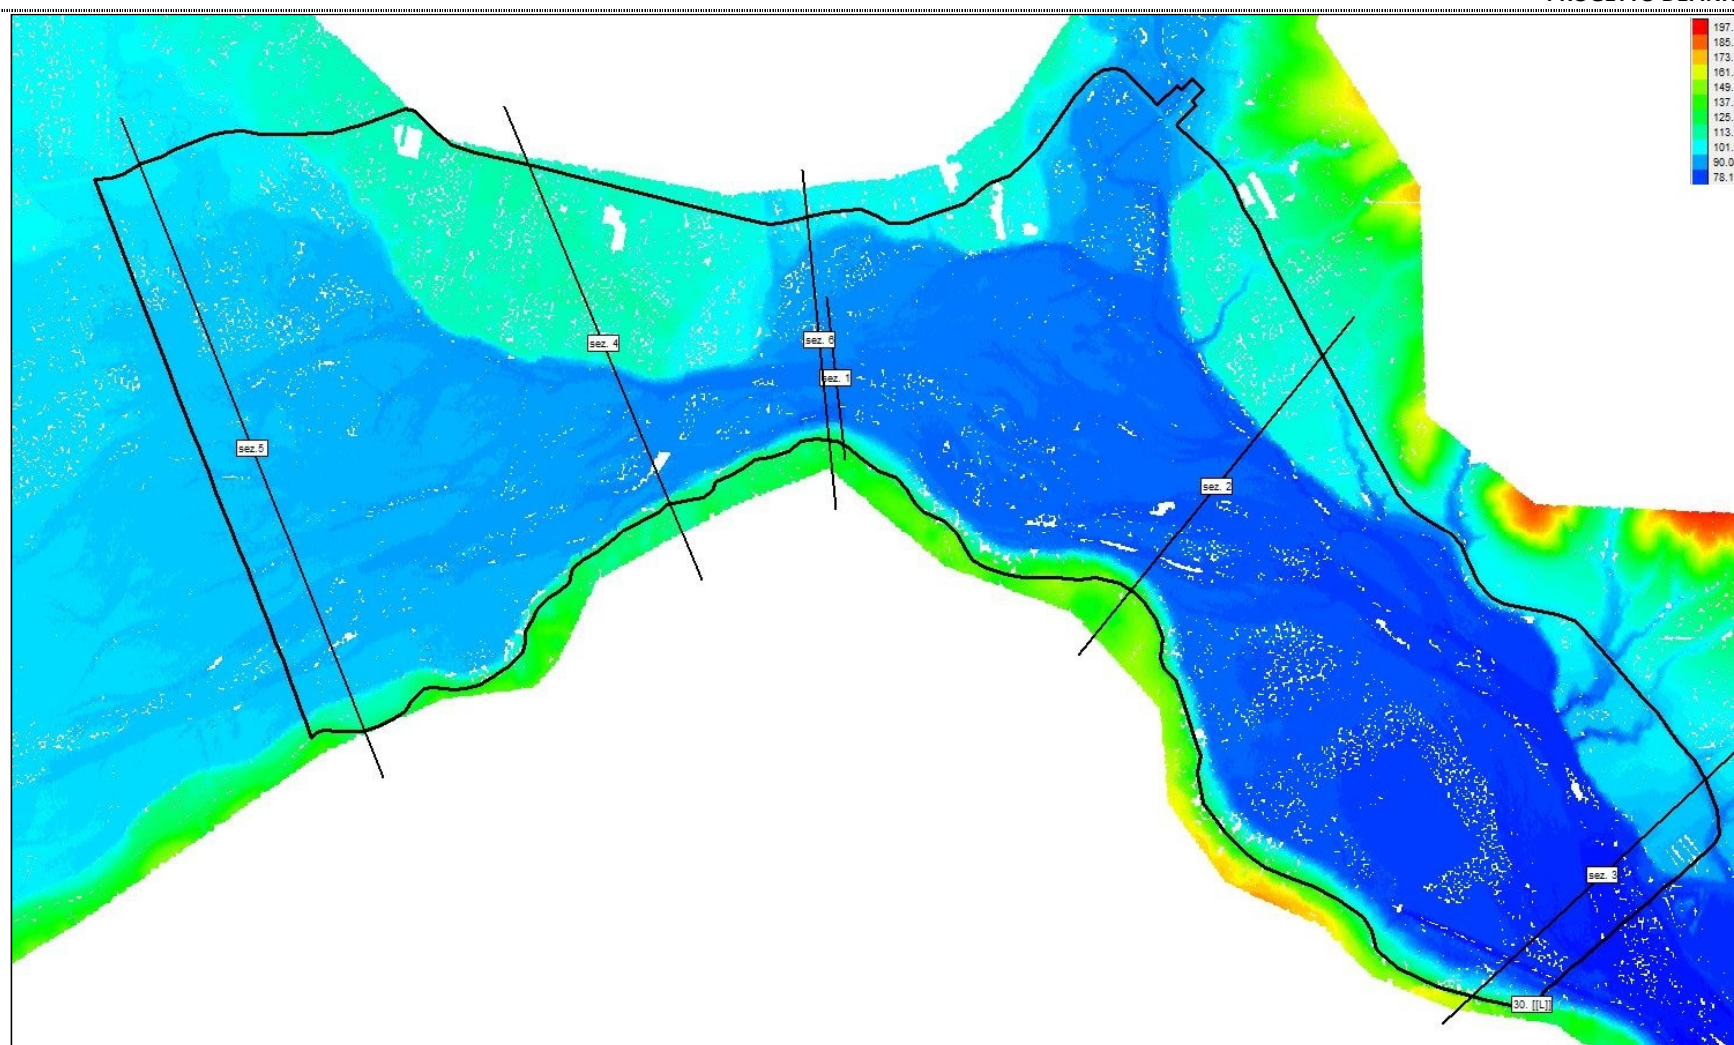 197.
185.
173.
161.
149.
137.
125.
113.
101.
90.0
78.1
sez. 4
sez. 6
sez. 1
sez.5
sez. 2
sez. 3
30. [[L]]